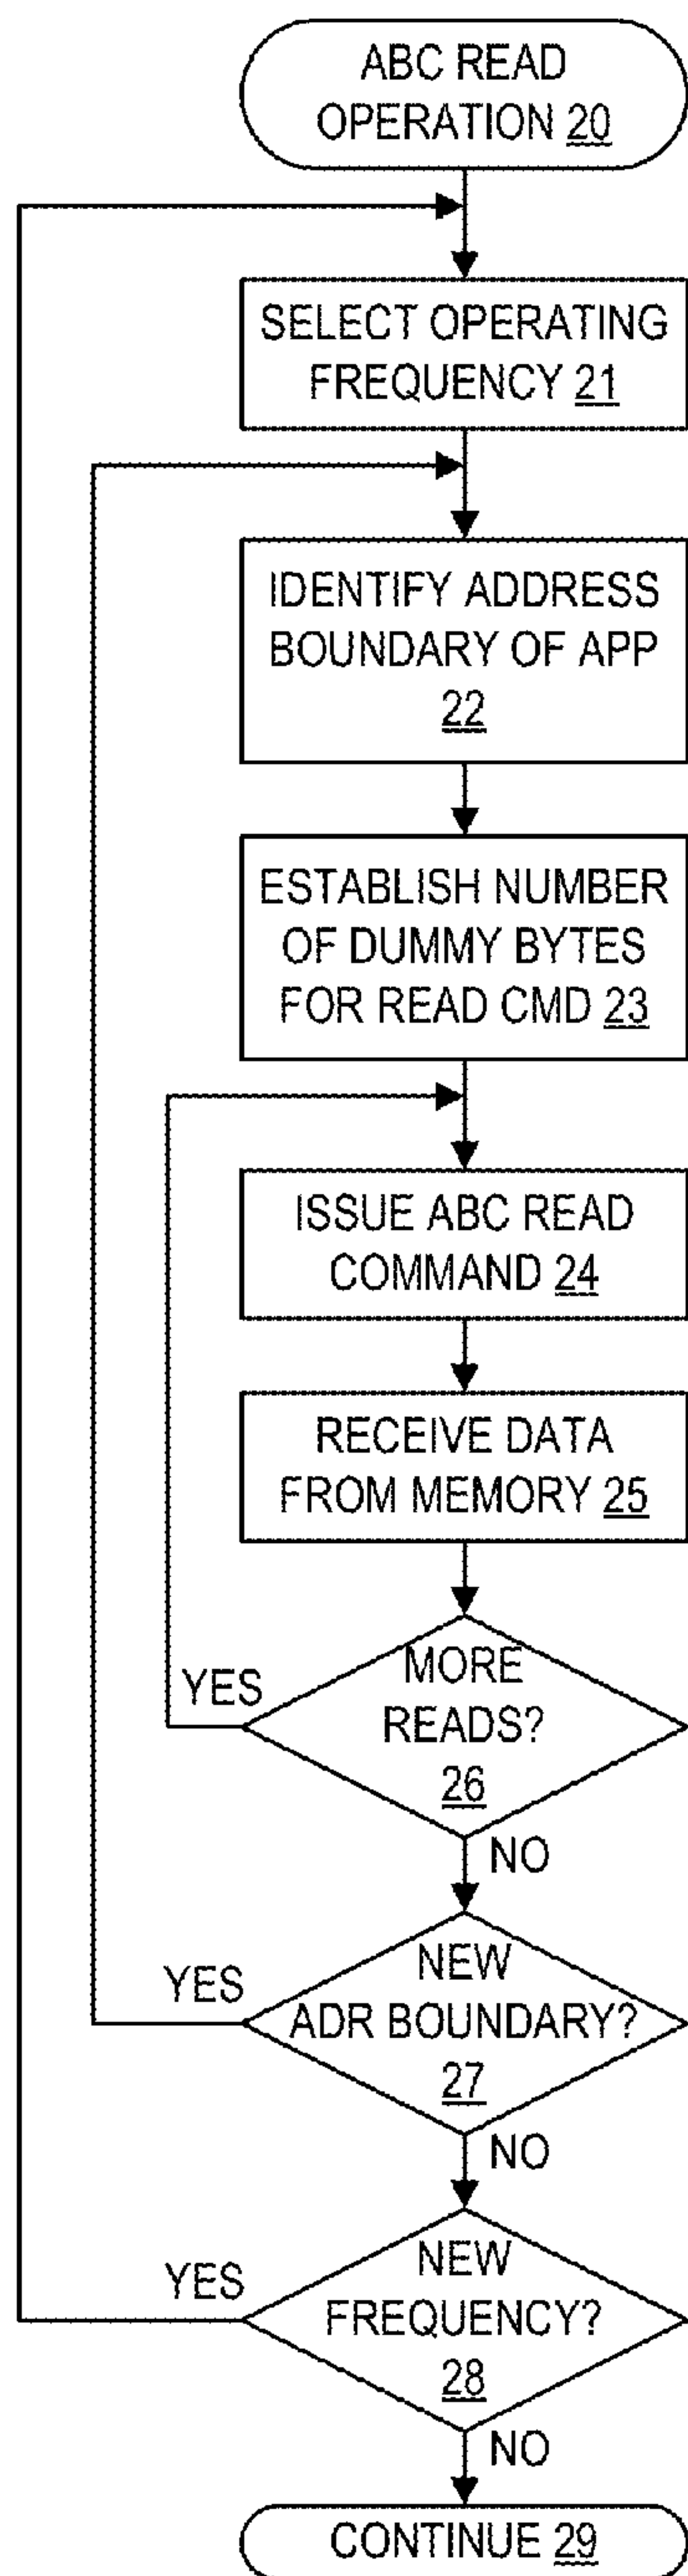 ABC READ
OPERATION 20
SELECT OPERATING
FREQUENCY 21
IDENTIFY ADDRESS
BOUNDARY OF APP
22
ESTABLISH NUMBER
OF DUMMY BYTES
FOR READ CMD 23
ISSUE ABC READ
COMMAND 24
RECEIVE DATA
FROM MEMORY 25
MORE
READS?
26
YES
NO
NEW
ADR BOUNDARY?
27
YES
NO
NEW
FREQUENCY?
28
YES
NO
CONTINUE 29